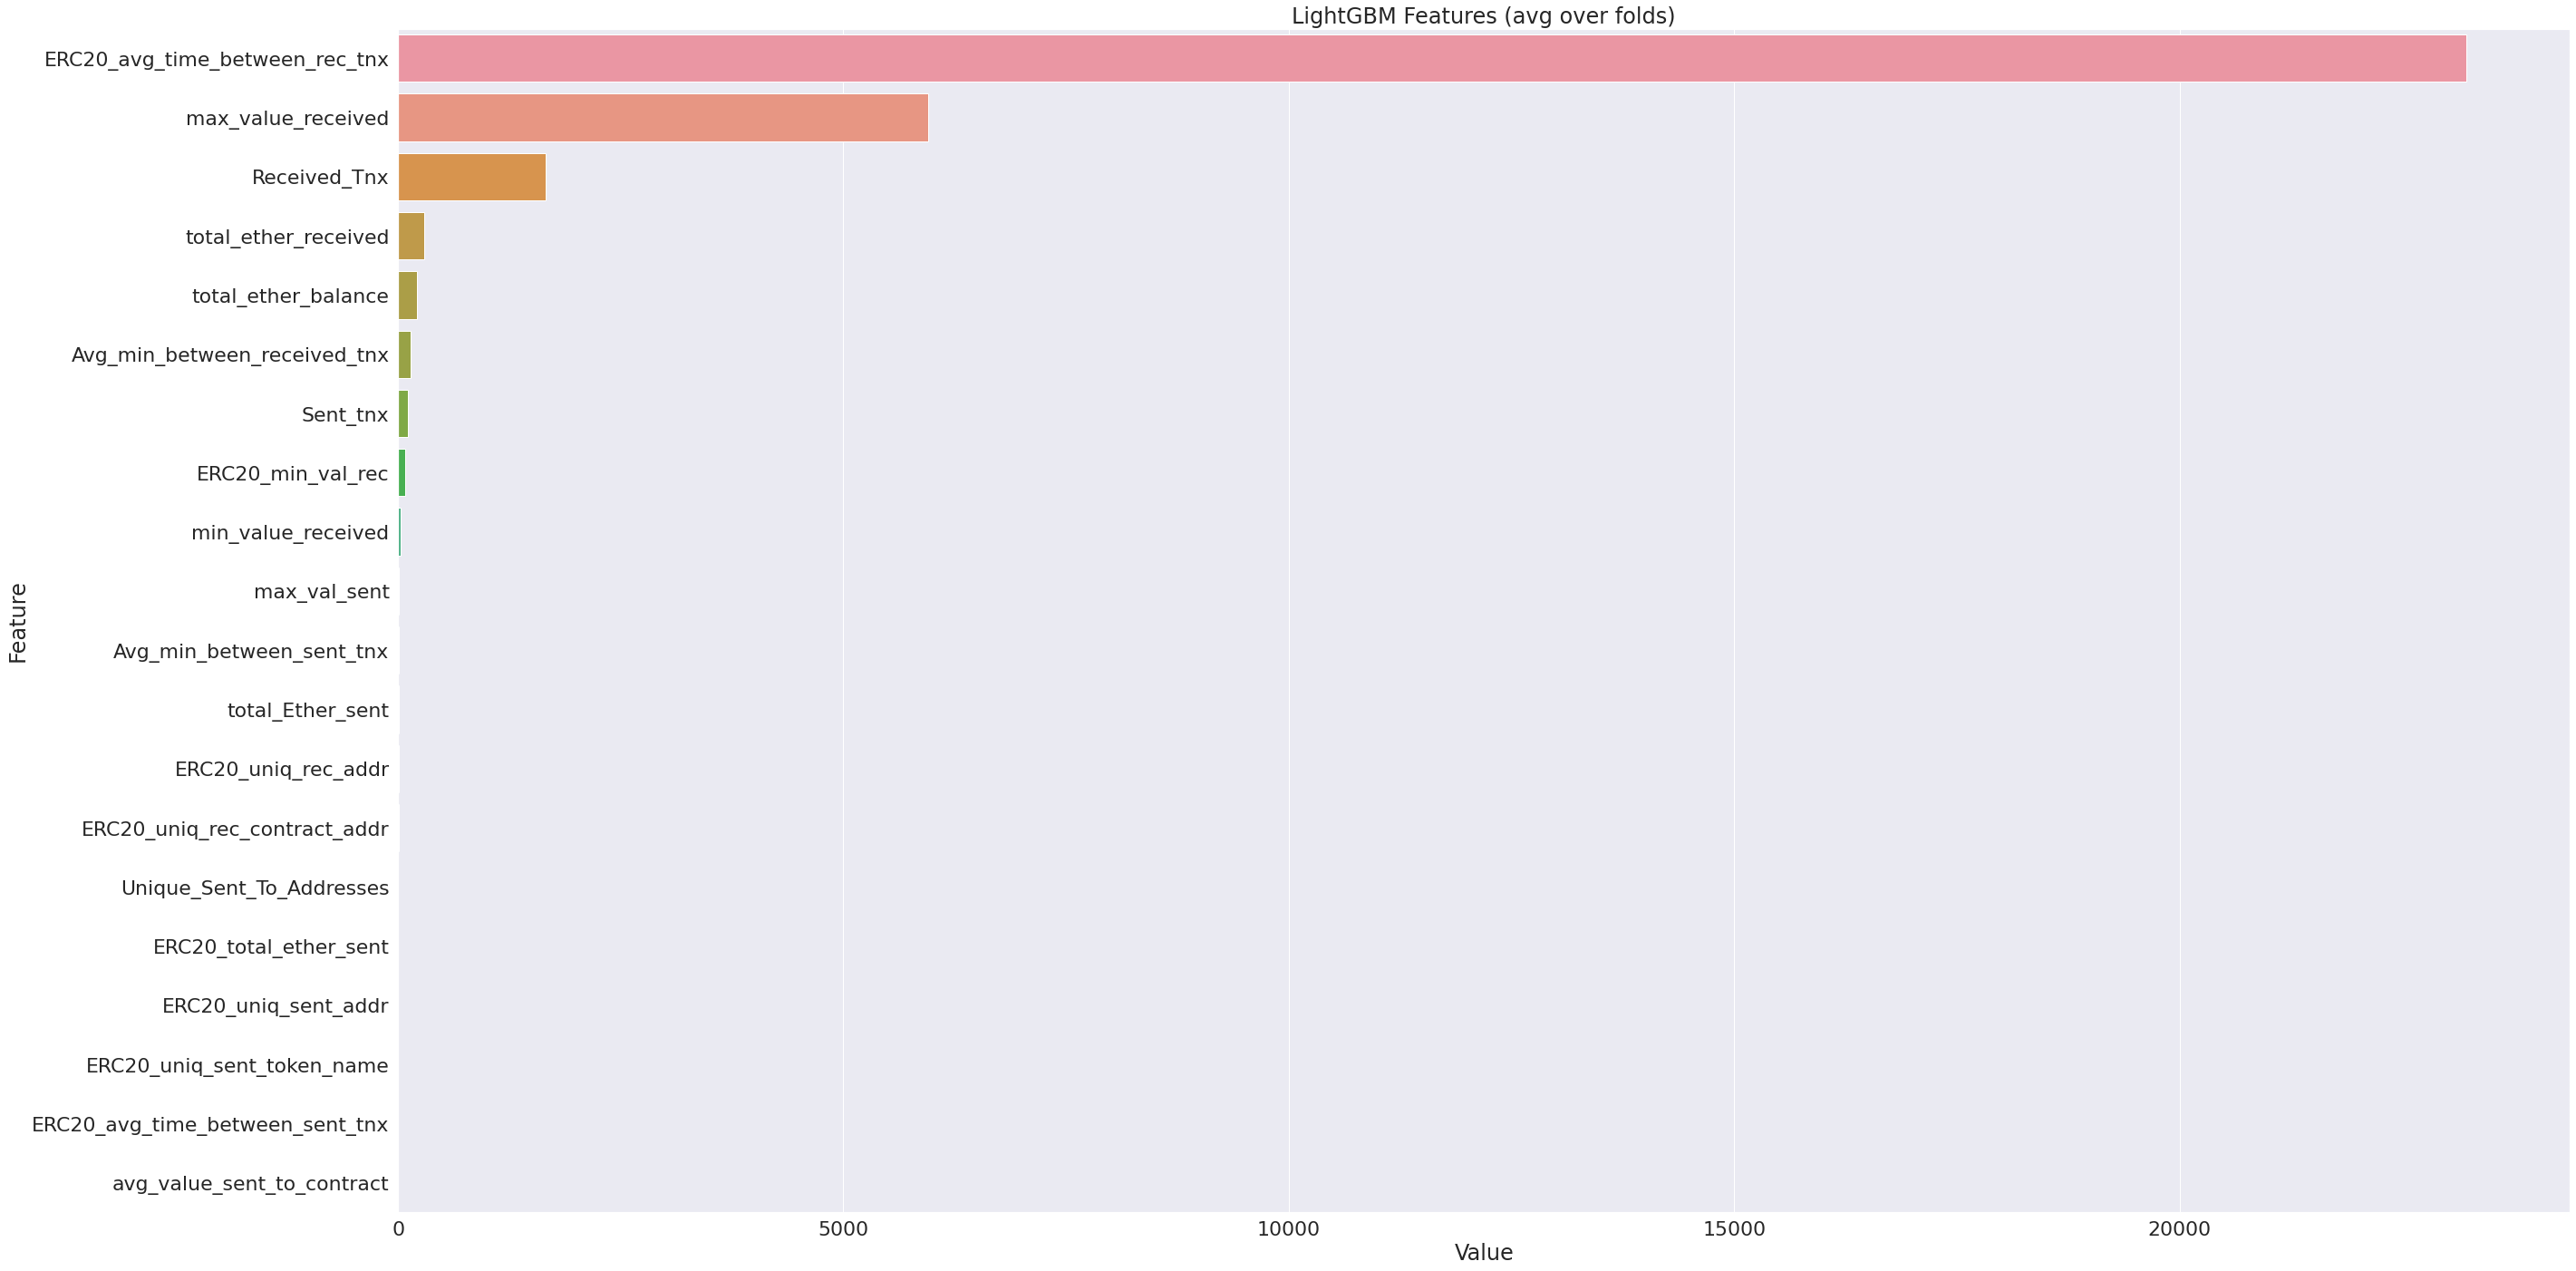 LightGBM Features (avg over folds)
ERC20_avg_time_between_rec_tnx
max_value_received
Received_Tnx
total_ether_received
total_ether_balance
Avg_min_between_received_tnx
Sent_tnx
ERC20_min_val_rec
min_value_received
max_val_sent
Avg_min_between_sent_tnx
total_Ether_sent
ERC20_uniq_rec_addr
ERC20_uniq_rec_contract_addr
Unique_Sent_To_Addresses
ERC20_total_ether_sent
ERC20_uniq_sent_addr
ERC20_uniq_sent_token_name
ERC20_avg_time_between_sent_tnx
avg_value_sent_to_contract
Feature
0 5000 10000 15000 20000
Value